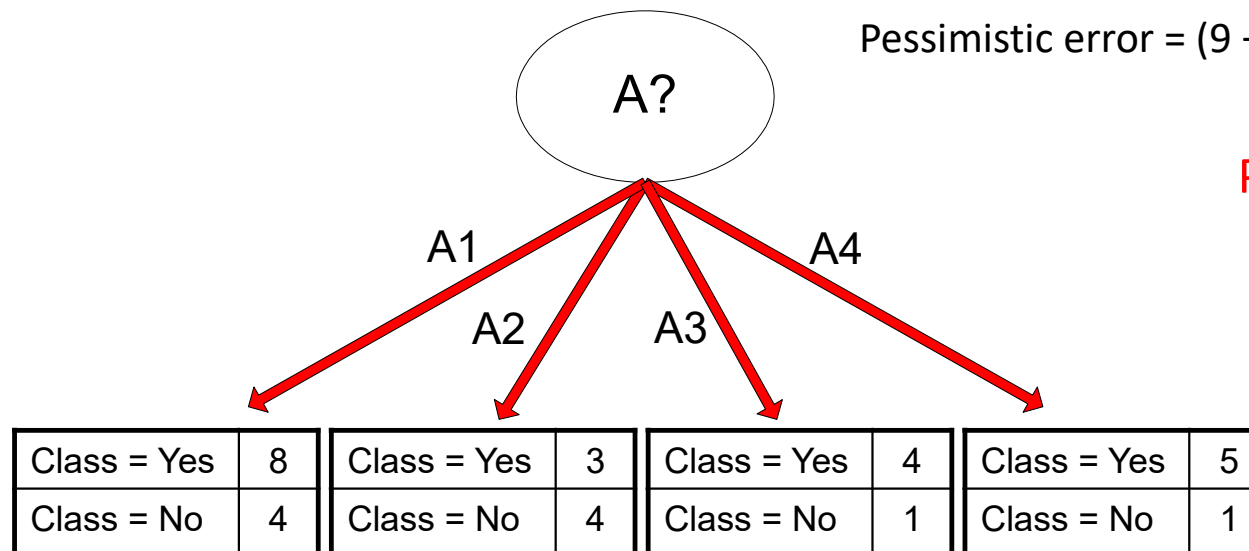 Pessimistic error = (9
A?
A1
A4
A2
A3
Class = Yes 8 Class = Yes 3 Class = Yes 4 Class = Yes 5
Class = No 4 Class = No 4 Class = No 1 Class = No 1